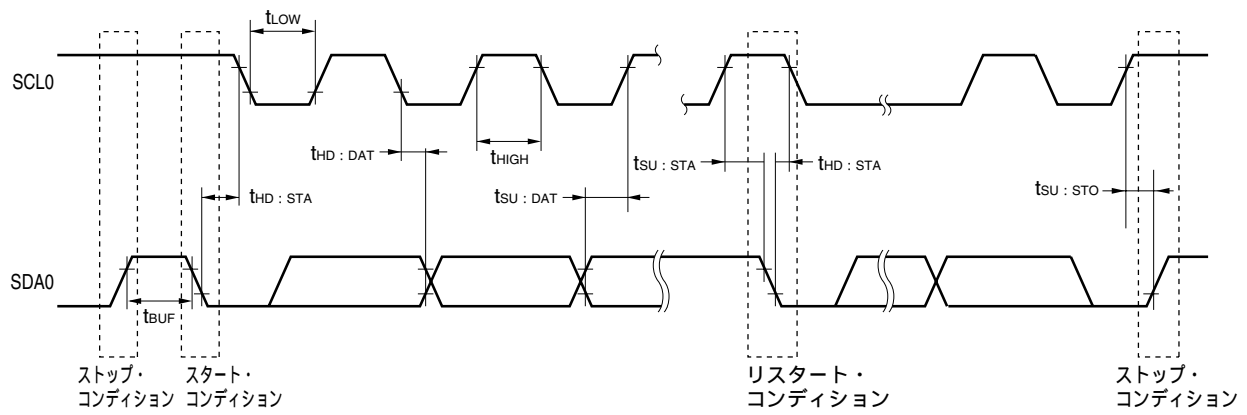 tLOW
SCL0
tHD : DAT
tHIGH
tSU : STA
tHD : STA
tHD : STA
tSU : DAT
tSU : STO
SDA0
tBUF
ストップ・
コンディション
スタート・
コンディション
リスタート・
コンディション
ストップ・
コンディション